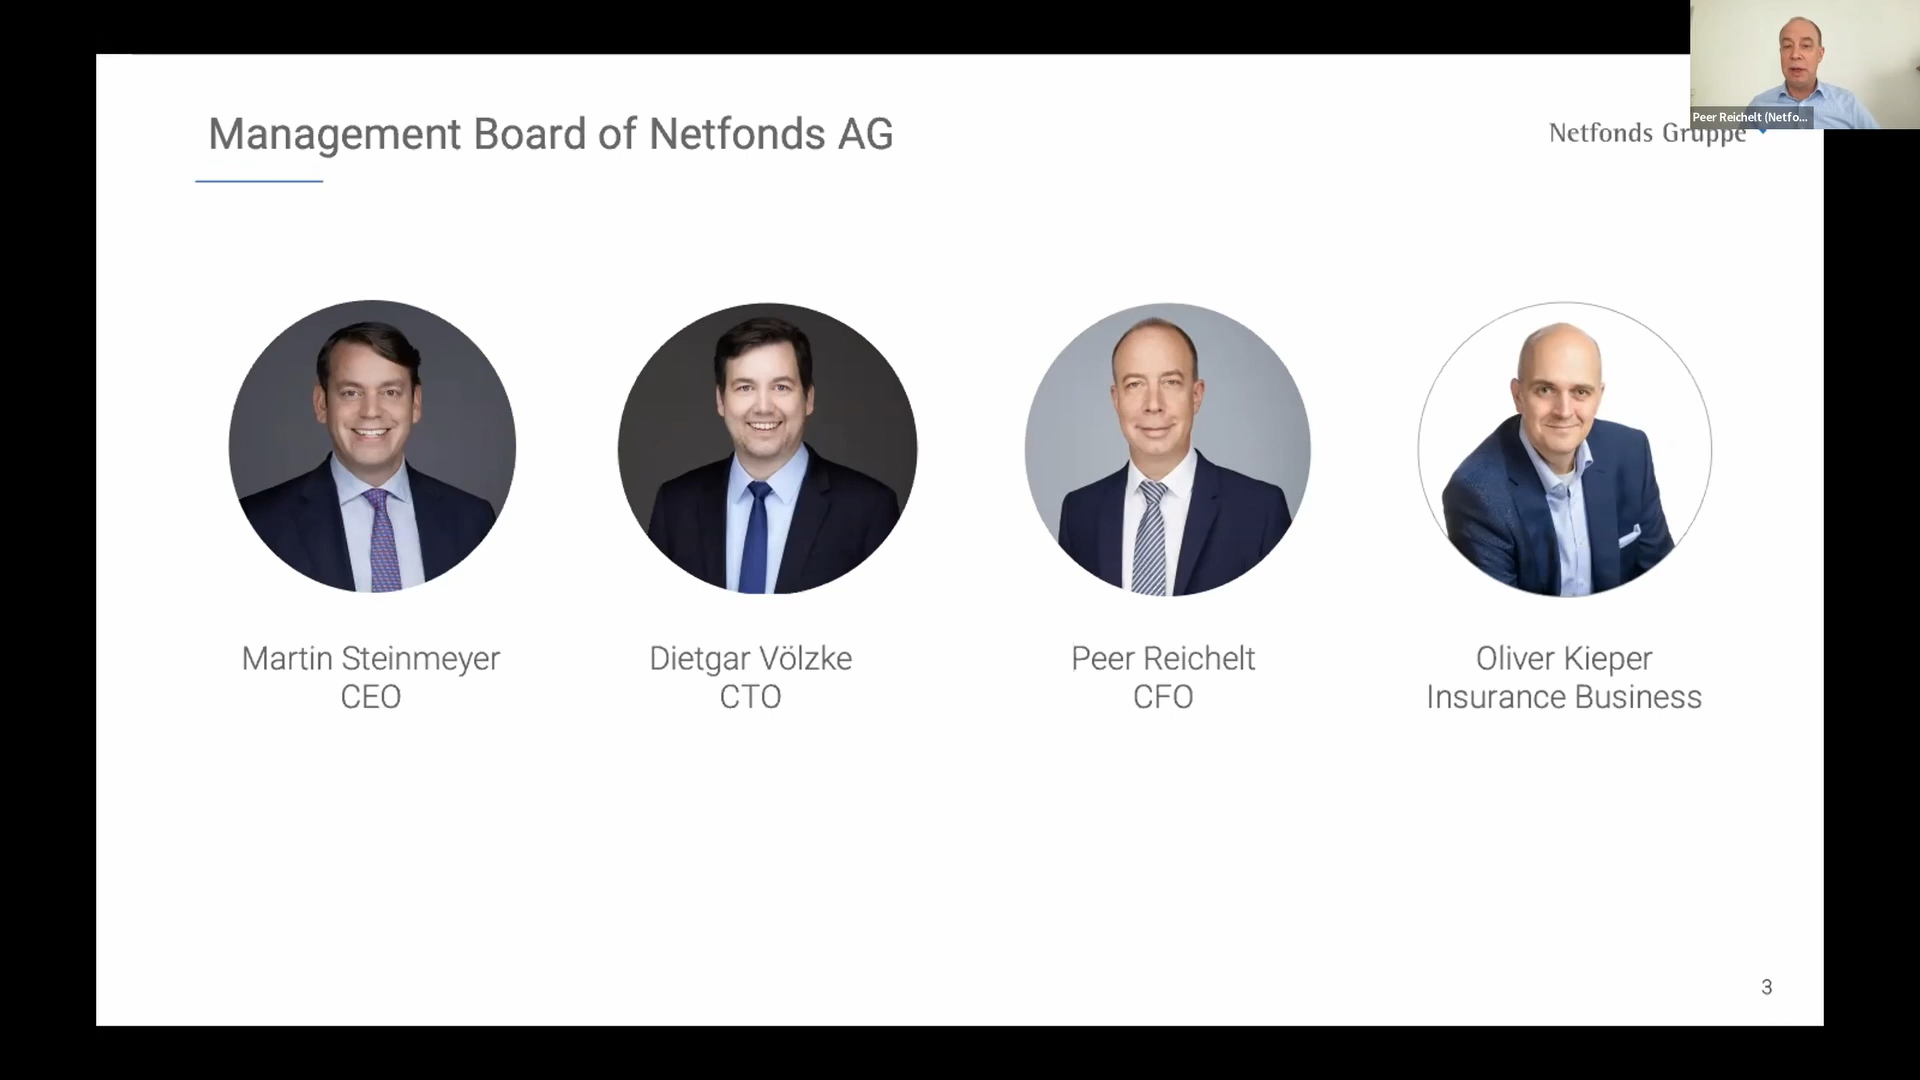 Management Board of Netfonds AG
Netfonds Gruppe
Peer Reichelt (Netfo...
Martin Steinmeyer
CEO
Dietgar Völzke
CTO
Peer Reichelt
CFO
Oliver Kieper
Insurance Business
3